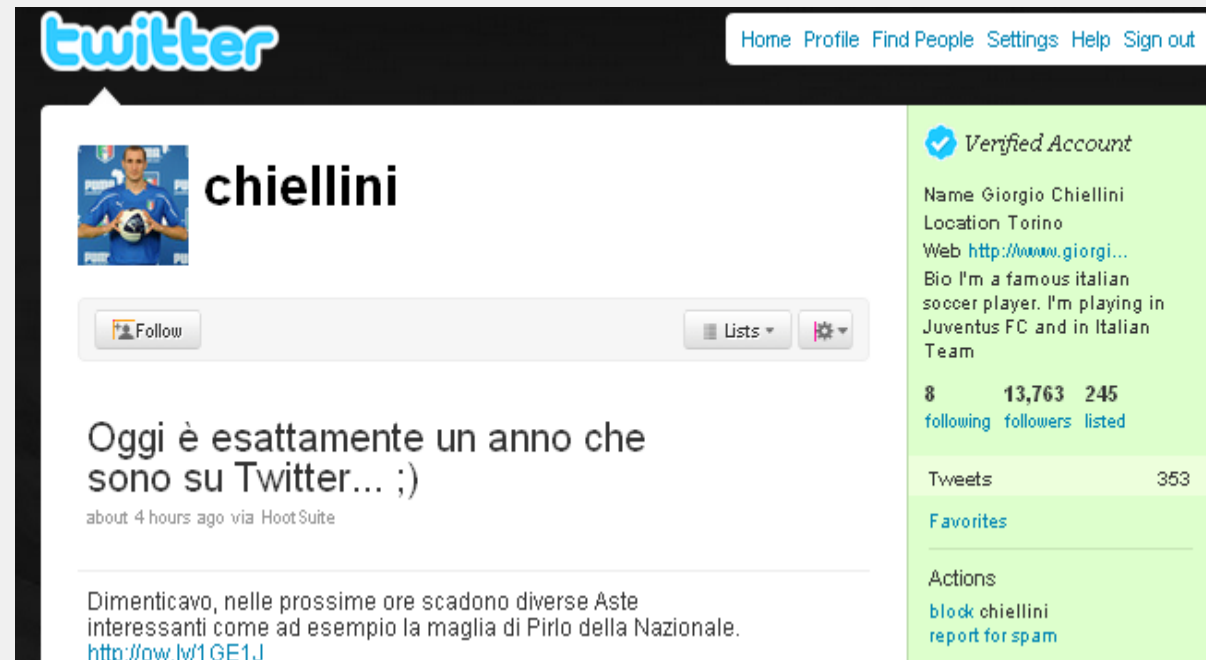 twitter
Home Profile Find People Settings Help Sign out
chiellini
Follow
Lists
Oggi è esattamente un anno che
sono su Twitter... ;)
about 4 hours ago via HootSuite
Dimenticavo, nelle prossime ore scadono diverse Aste
interessanti come ad esempio la maglia di Pirlo della Nazionale.
http://ow.ly/1GE1J
Verified Account
Name Giorgio Chiellini
Location Torino
Web http://www.giorgi...
Bio I'm a famous italian
soccer player. I'm playing in
Juventus FC and in Italian
Team
8 13,763 245
following followers listed
Tweets 353
Favorites
Actions
block chiellini
report for spam